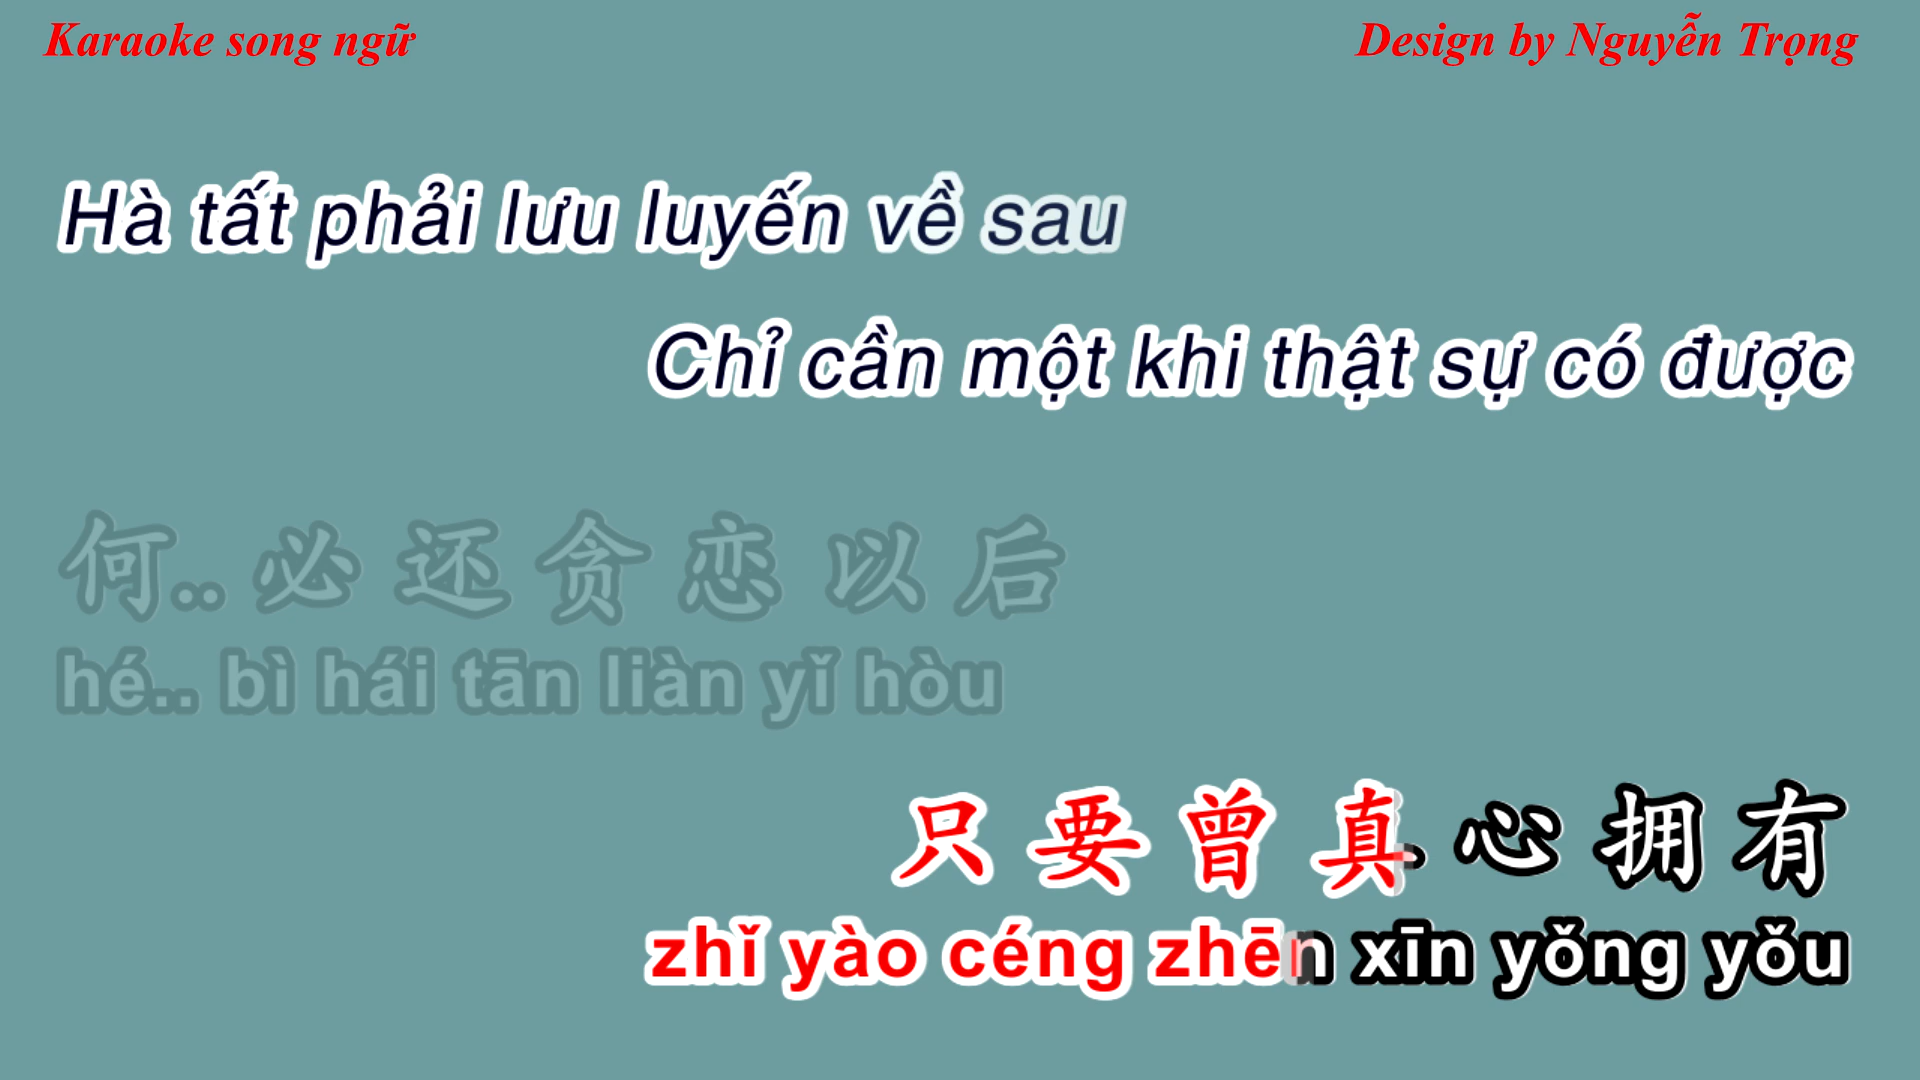 Karaoke song ngữ
Design by Nguyễn Trọng
Hà tất phải lưu luyến về sau
Chỉ cần một khi thật sự có được
何.. 必 还 贪 恋 以 后
hé.. bì hái tān liàn yǐ hòu
只 要 曾 真 心 拥 有
zhǐ yào céng zhēn xīn yǒng yǒu